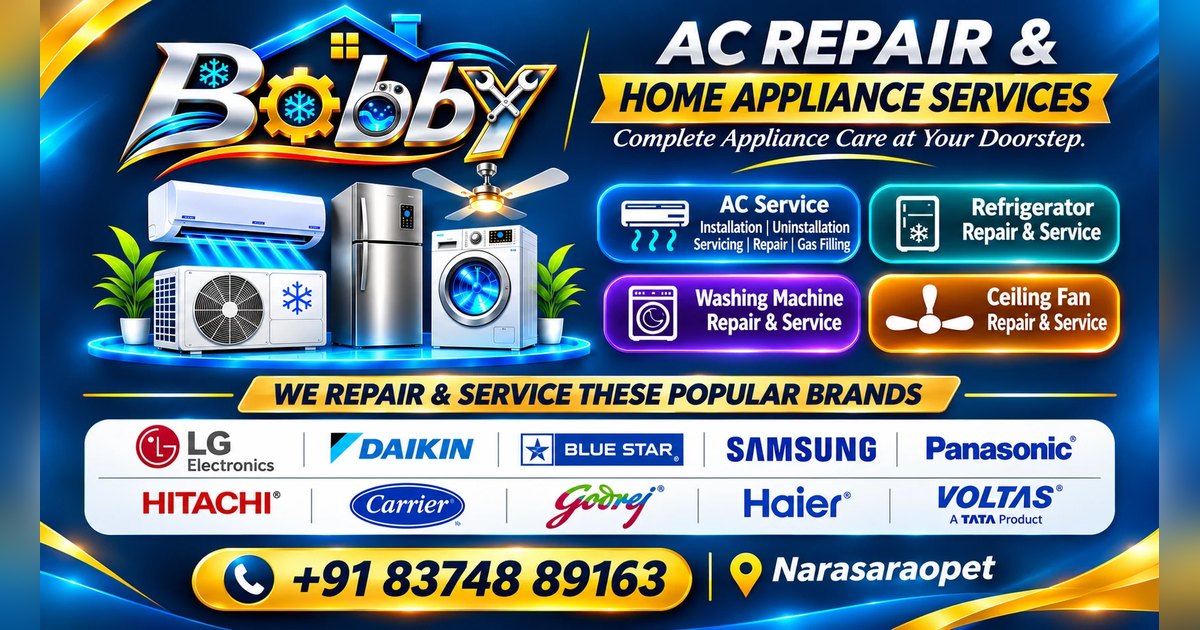 Bobby
AC REPAIR &
HOME APPLIANCE SERVICES
Complete Appliance Care at Your Doorstep.
AC Service
Installation | Uninstallation
Servicing | Repair | Gas Filling
Refrigerator
Repair & Service
Washing Machine
Repair & Service
Ceiling Fan
Repair & Service
WE REPAIR & SERVICE THESE POPULAR BRANDS
LG
Electronics
DAIKIN
BLUE STAR®
SAMSUNG
Panasonic®
HITACHI®
Carrier
Godrej®
Haier®
VOLTAS®
A TATA Product
+91 83748 89163
Narasaraopet